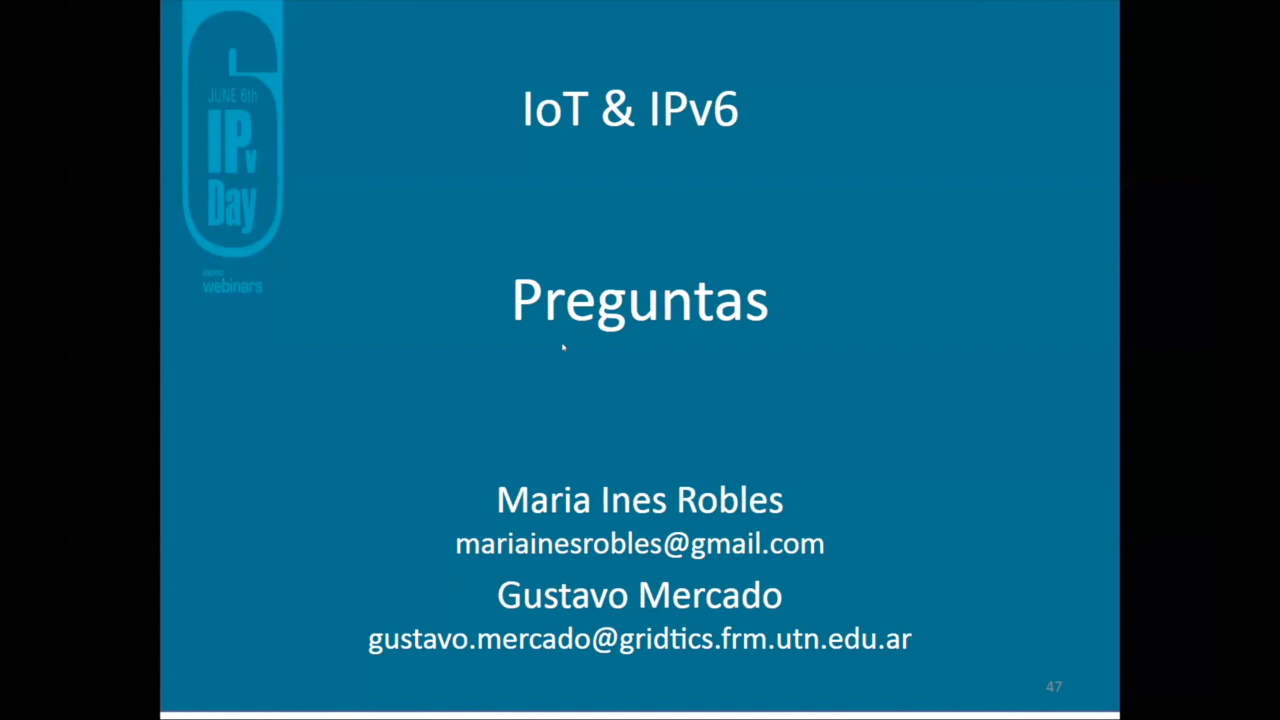 JUNE 6th
IPv
Day
webinars
IoT & IPv6
Preguntas
Maria Ines Robles
mariainesrobles@gmail.com
Gustavo Mercado
gustavo.mercado@gridtics.frm.utn.edu.ar
47